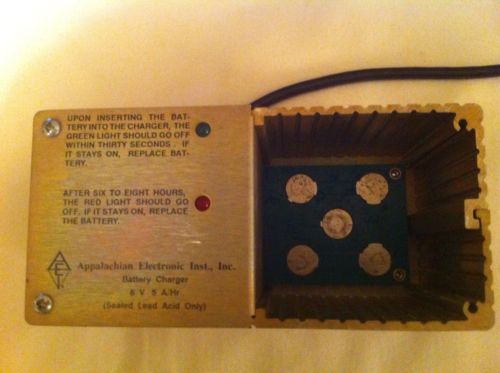 UPON INSERTING THE BAT-
TERY INTO THE CHARGER, THE
GREEN LIGHT SHOULD GO OFF
WITHIN THIRTY SECONDS. IF
IT STAYS ON, REPLACE BAT-
TERY.
AFTER SIX TO EIGHT HOURS,
THE RED LIGHT SHOULD GO
OFF. IF IT STAYS ON, REPLACE
THE BATTERY.
AEI
Appalachian Electronic Inst., Inc.
Battery Charger
6 V 5 A/Hr
(Sealed Lead Acid Only)